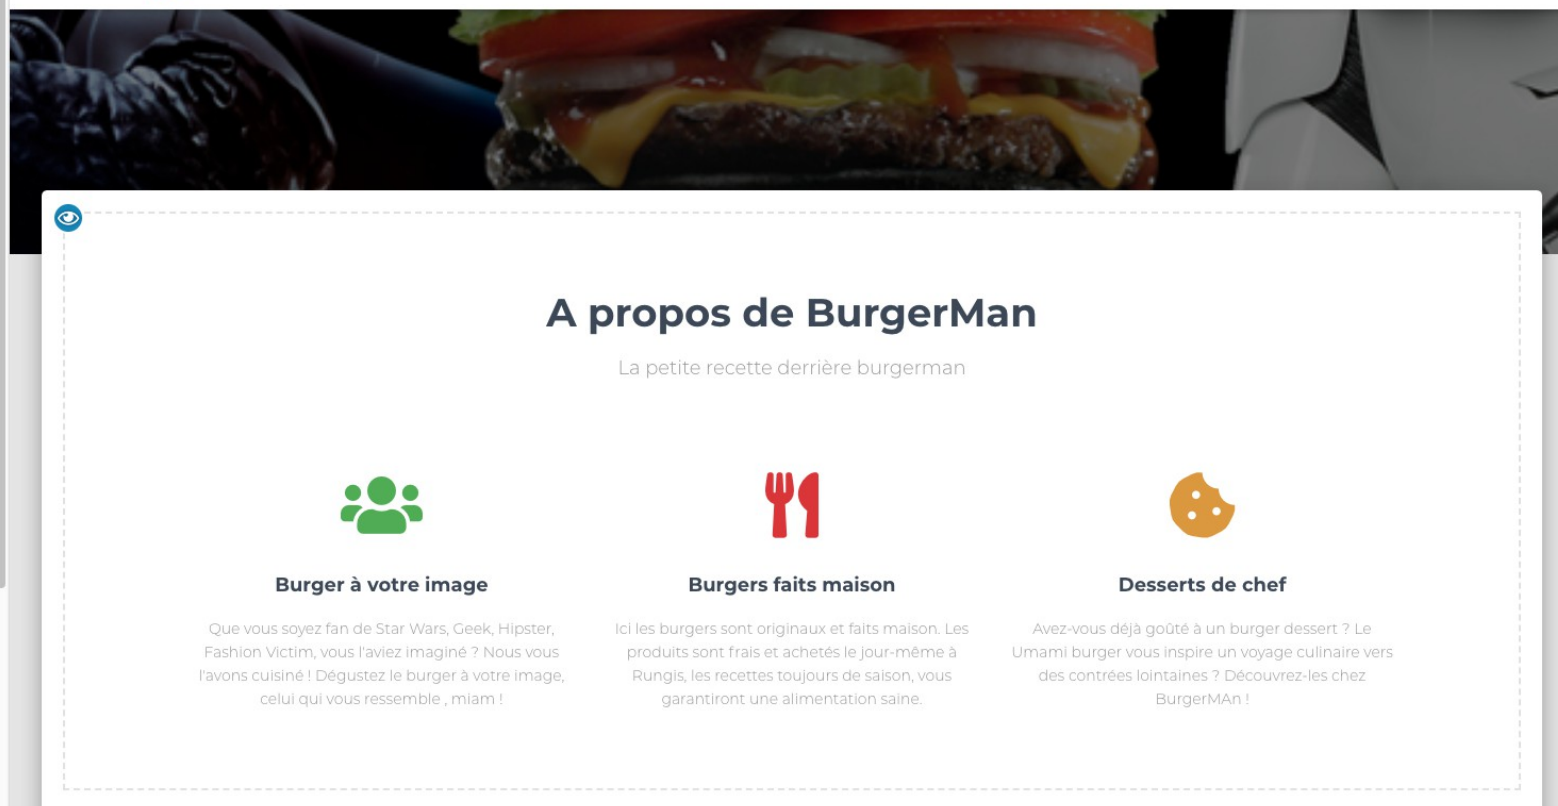 A propos de BurgerMan
La petite recette derrière burgerman
Burger à votre image
Que vous soyez fan de Star Wars, Geek, Hipster,
Fashion Victim, vous l'aviez imaginé ? Nous vous
l'avons cuisiné ! Dégustez le burger à votre image,
celui qui vous ressemble , miam !
Burgers faits maison
Ici les burgers sont originaux et faits maison. Les
produits sont frais et achetés le jour-même à
Rungis, les recettes toujours de saison, vous
garantiront une alimentation saine.
Desserts de chef
Avez-vous déjà goûté à un burger dessert ? Le
Umami burger vous inspire un voyage culinaire vers
des contrées lointaines ? Découvrez-les chez
BurgerMAn !